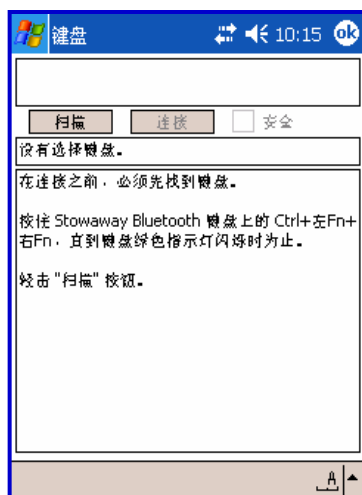 键盘 10:15 ok
扫描 连接 安全
没有选择键盘。
在连接之前，必须先找到键盘。
按住 Stowaway Bluetooth 键盘上的 Ctrl+左Fn+
右Fn，直到键盘绿色指示灯闪烁时为止。
轻击 "扫描" 按钮。
A